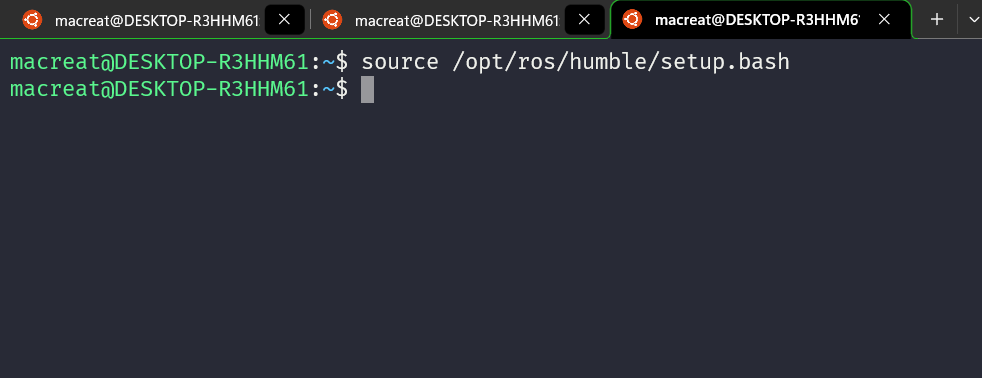 macreat@DESKTOP-R3HHM61
macreat@DESKTOP-R3HHM61
macreat@DESKTOP-R3HHM6
macreat@DESKTOP-R3HHM61:~$ source /opt/ros/humble/setup.bash
macreat@DESKTOP-R3HHM61:~$